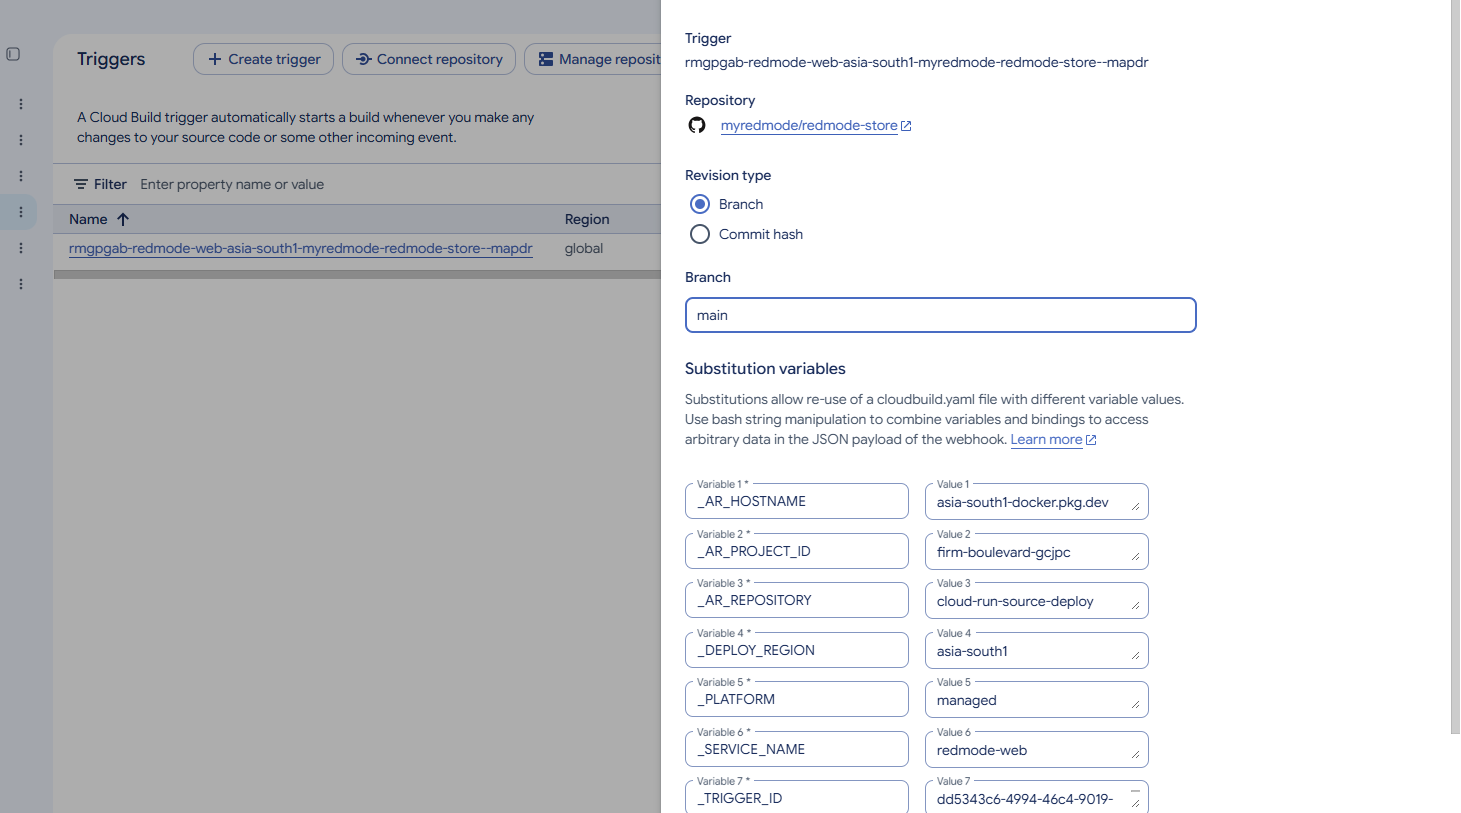 Triggers
Create trigger
Connect repository
Manage reposit
A Cloud Build trigger automatically starts a build whenever you make any
changes to your source code or some other incoming event.
Filter Enter property name or value
Name Region
rmgpgab-redmode-web-asia-south1-myredmode-redmode-store--mapdr global
Trigger
rmgpgab-redmode-web-asia-south1-myredmode-redmode-store--mapdr
Repository
myredmode/redmode-store
Revision type
Branch
Commit hash
Branch
main
Substitution variables
Substitutions allow re-use of a cloudbuild.yaml file with different variable values.
Use bash string manipulation to combine variables and bindings to access
arbitrary data in the JSON payload of the webhook. Learn more
Variable 1 * Value 1
_AR_HOSTNAME asia-south1-docker.pkg.dev
Variable 2 * Value 2
_AR_PROJECT_ID firm-boulevard-gcjpc
Variable 3 * Value 3
_AR_REPOSITORY cloud-run-source-deploy
Variable 4 * Value 4
_DEPLOY_REGION asia-south1
Variable 5 * Value 5
_PLATFORM managed
Variable 6 * Value 6
_SERVICE_NAME redmode-web
Variable 7 * Value 7
_TRIGGER_ID dd5343c6-4994-46c4-9019-